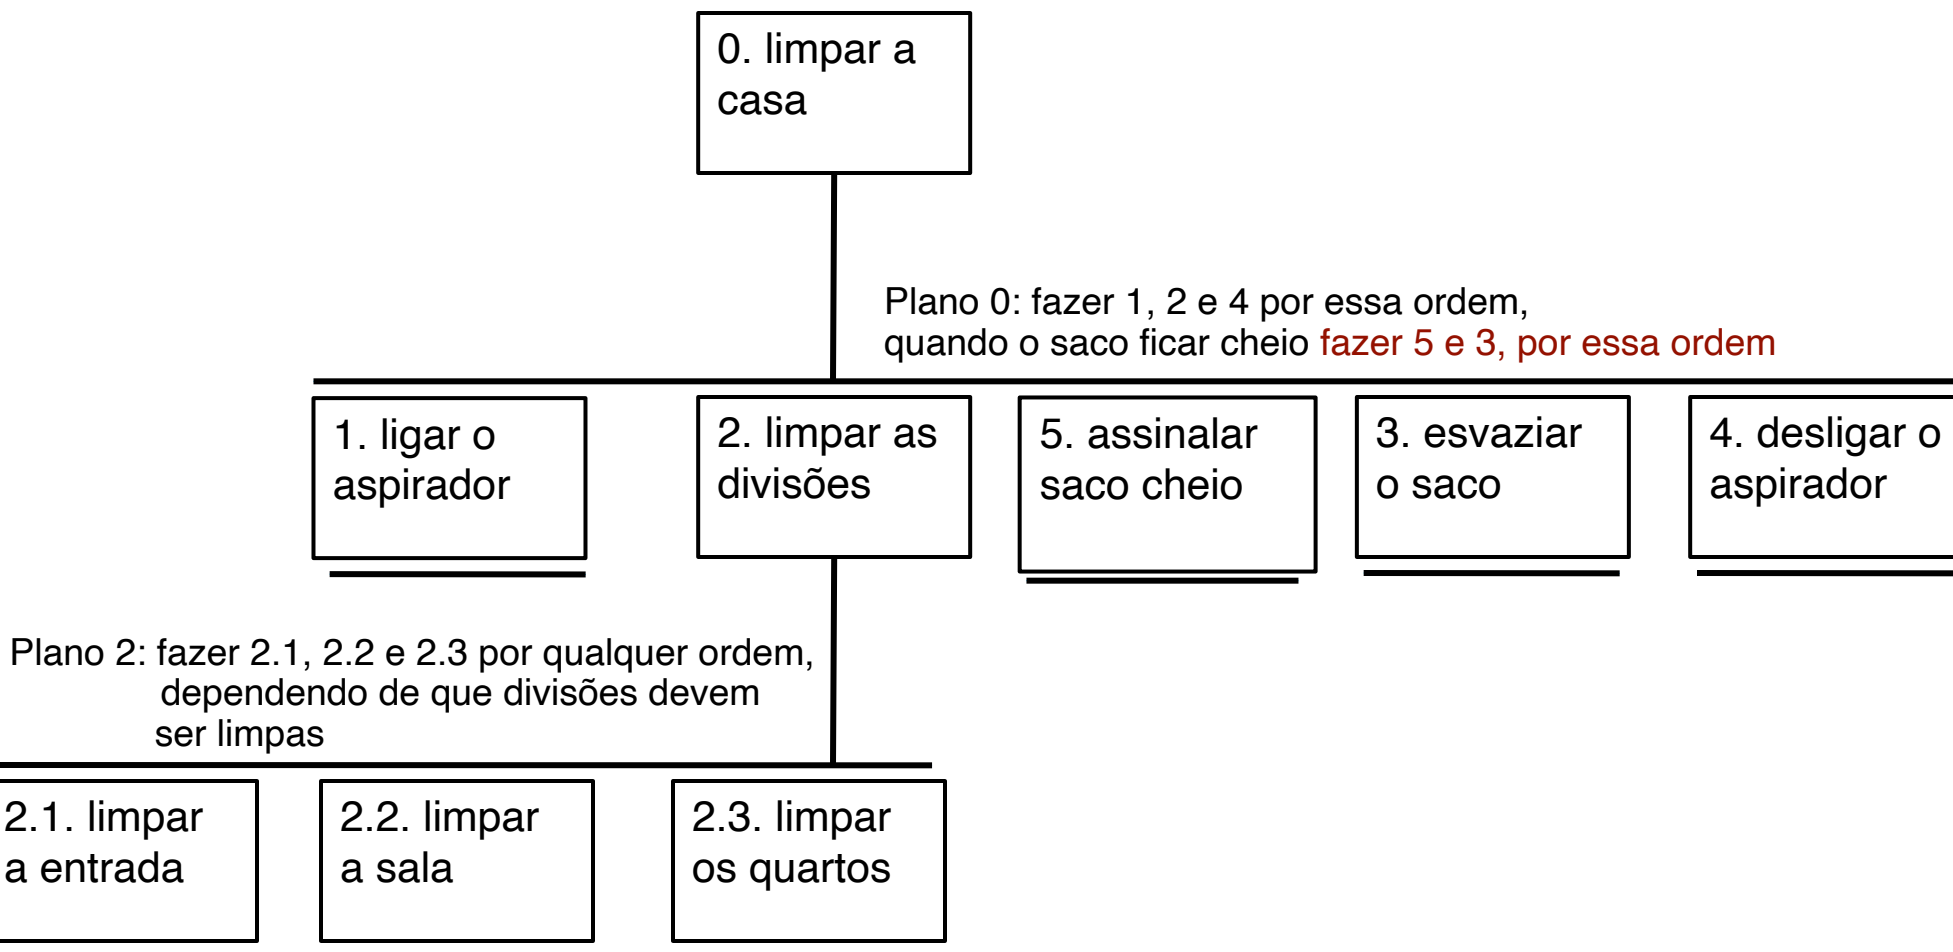 0. limpar a
casa
Plano 0: fazer 1, 2 e 4 por essa ordem,
quando o saco ficar cheio fazer 5 e 3, por essa ordem
1. ligar o
aspirador
2. limpar as
divisões
5. assinalar
saco cheio
3. esvaziar
o saco
4. desligar o
aspirador
Plano 2: fazer 2.1, 2.2 e 2.3 por qualquer ordem,
dependendo de que divisões devem
ser limpas
2.1. limpar
a entrada
2.2. limpar
a sala
2.3. limpar
os quartos